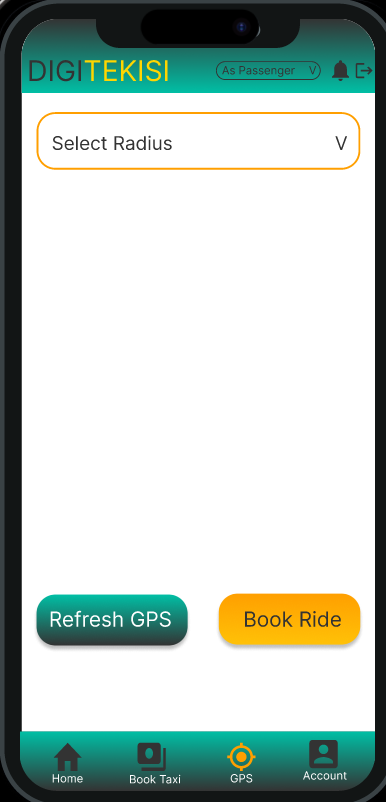 DIGITEKISI
As Passenger V
Select Radius V
Refresh GPS
Book Ride
Home
Book Taxi
GPS
Account